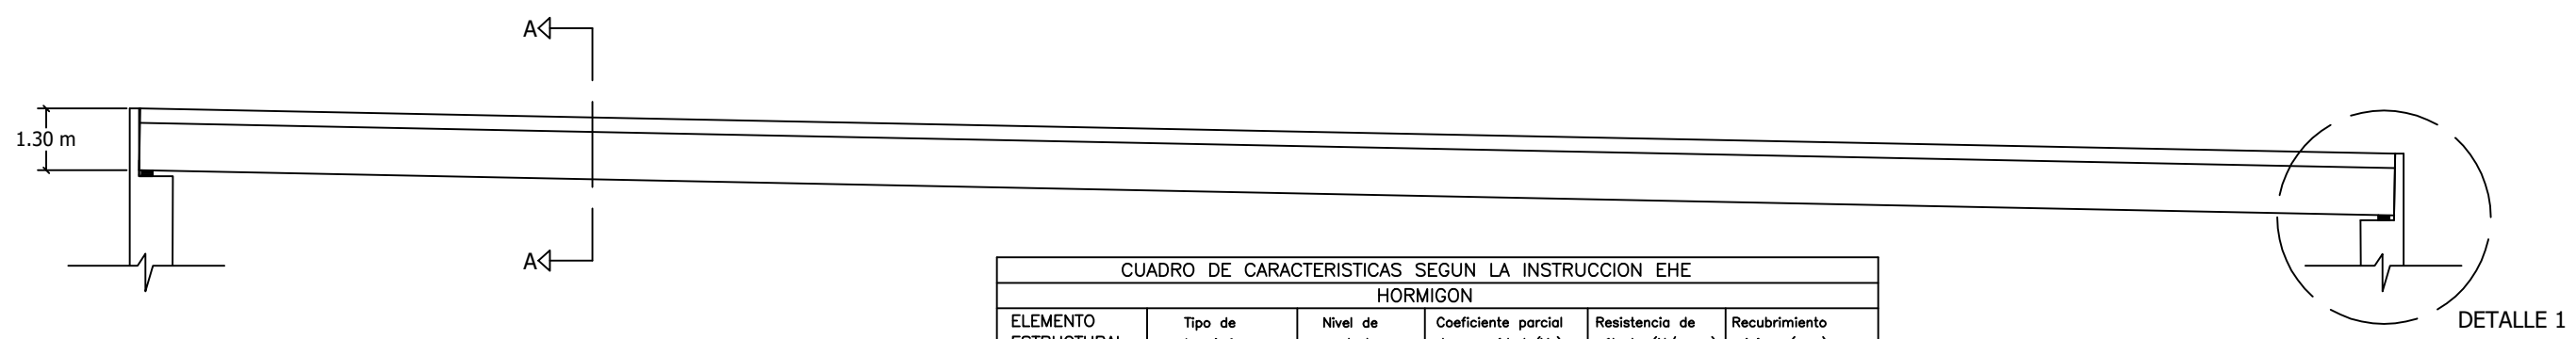 A
1.30 m
A
CUADRO DE CARACTERISTICAS SEGUN LA INSTRUCCION EHE
HORMIGON
ELEMENTO
Tipo de
Nivel de
Coeficiente parcial
Resistencia de
Recubrimiento
ESTRUCTURAL
DETALLE 1